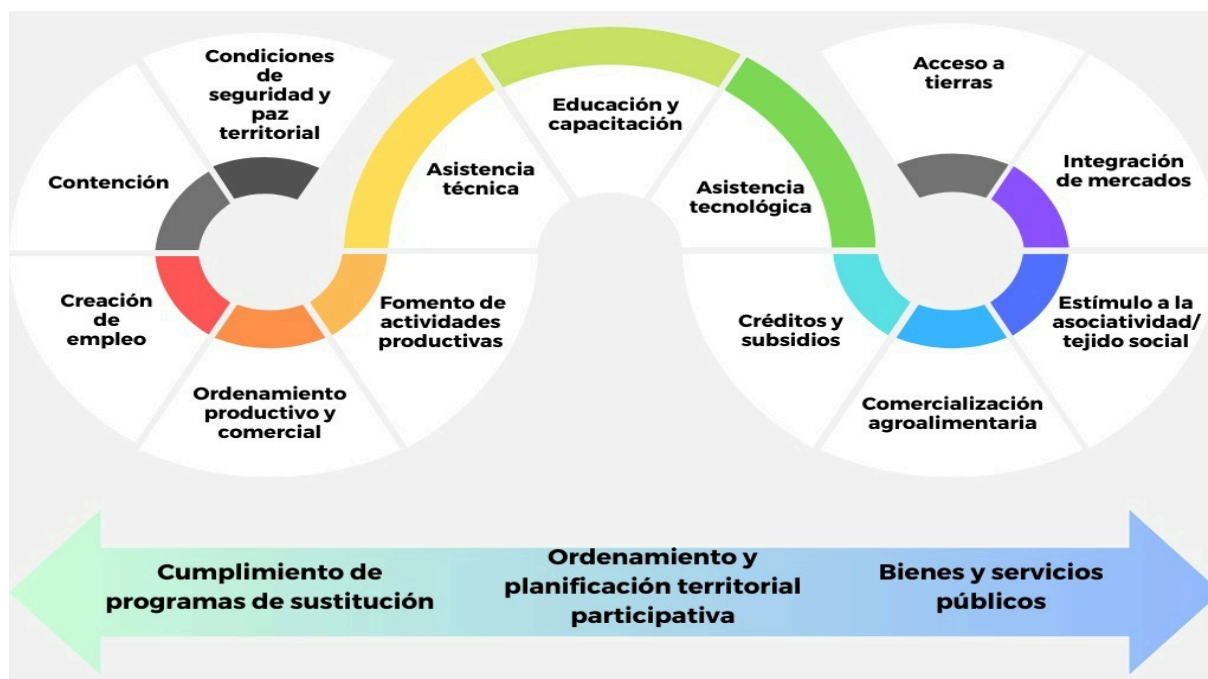 Condiciones
de
seguridad y
paz
territorial
Contención
Creación
de
empleo
Ordenamiento
productivo y
comercial
Fomento de
actividades
productivas
Asistencia
técnica
Educación y
capacitación
Asistencia
tecnológica
Créditos y
subsidios
Comercialización
agroalimentaria
Estímulo a la
asociatividad/
tejido social
Integración
de mercados
Acceso a
tierras
Cumplimiento de
programas de sustitución
Ordenamiento y
planificación territorial
participativa
Bienes y servicios
públicos